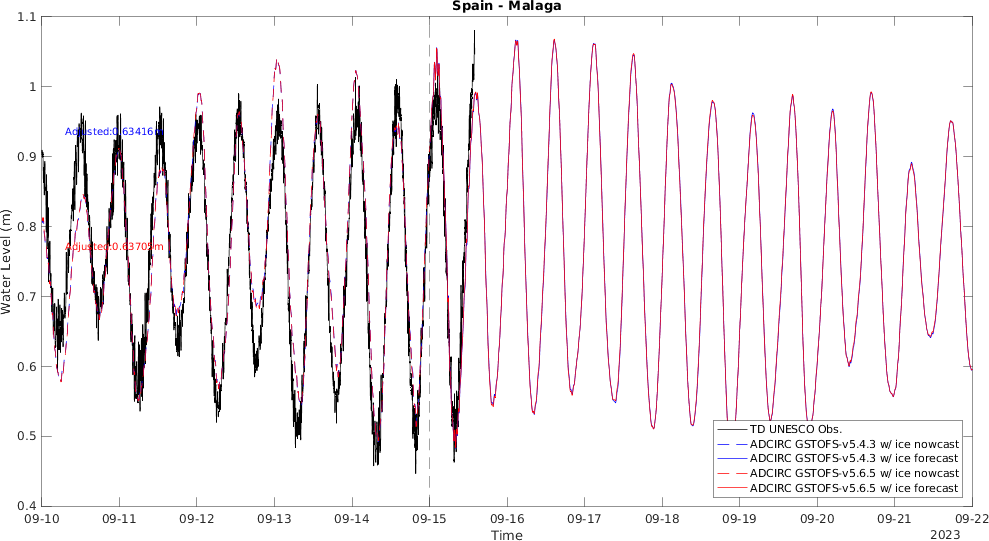 Spain - Malaga
1.1
1
0.9
0.8
0.7
0.6
0.5
0.4
Water Level (m)
Adjusted:0.63416m
Adjusted:0.63705m
TD UNESCO Obs.
ADCIRC GSTOFS-v5.4.3 w/ ice nowcast
ADCIRC GSTOFS-v5.4.3 w/ ice forecast
ADCIRC GSTOFS-v5.6.5 w/ ice nowcast
ADCIRC GSTOFS-v5.6.5 w/ ice forecast
09-10 09-11 09-12 09-13 09-14 09-15 09-16 09-17 09-18 09-19 09-20 09-21 09-22
Time
2023